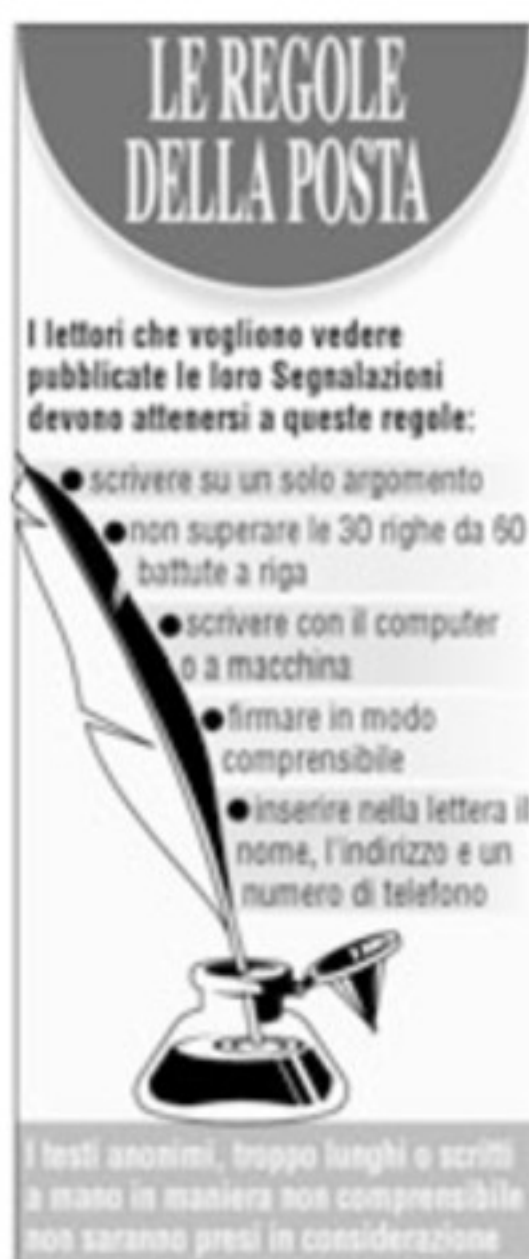 LE REGOLE
DELLA POSTA
I lettori che vogliono vedere
pubblicate le loro Segnalazioni
devono attenersi a queste regole:
● scrivere su un solo argomento
● non superare le 30 righe da 60
battute a riga
● scrivere con il computer
o a macchina
● firmare in modo
comprensibile
● inserire nella lettera il
nome, l'indirizzo e un
numero di telefono
I testi anonimi, troppo lunghi o scritti
a mano in maniera non comprensibile
non saranno presi in considerazione